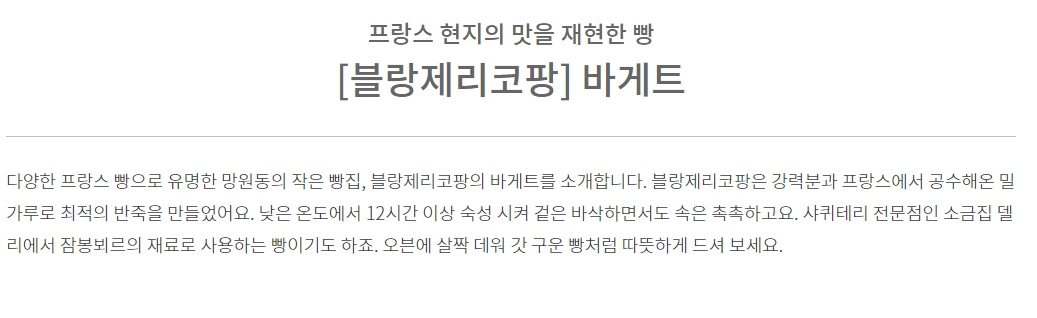 프랑스 현지의 맛을 재현한 빵
[블랑제리코팡] 바게트
다양한 프랑스 빵으로 유명한 망원동의 작은 빵집, 블랑제리코팡의 바게트를 소개합니다. 블랑제리코팡은 강력분과 프랑스에서 공수해온 밀
가루로 최적의 반죽을 만들었어요. 낮은 온도에서 12시간 이상 숙성 시켜 겉은 바삭하면서도 속은 촉촉하고요. 샤퀴테리 전문점인 소금집 델
리에서 잠봉뵈르의 재료로 사용하는 빵이기도 하죠. 오븐에 살짝 데워 갓 구운 빵처럼 따뜻하게 드셔 보세요.